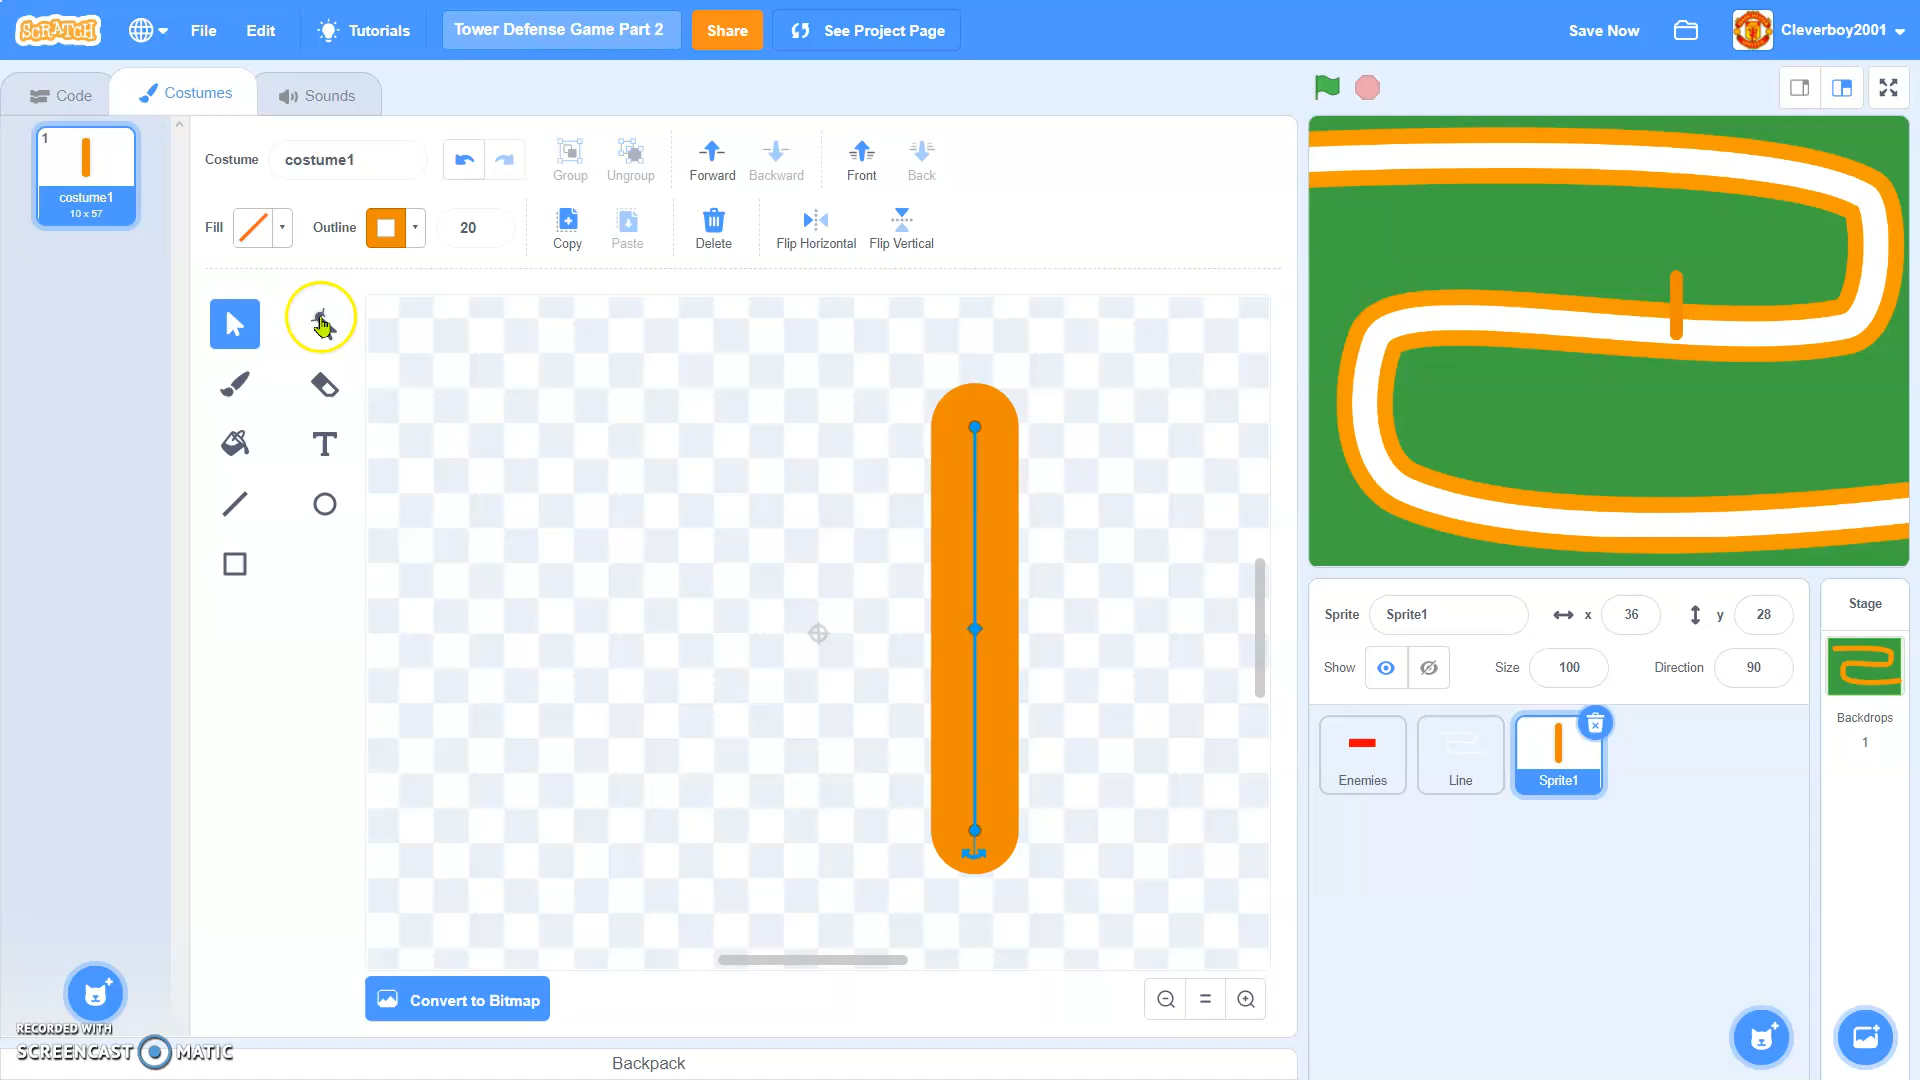 SCRATCH File Edit Tutorials Tower Defense Game Part 2 Share See Project Page Save Now Cleverboy2001
Code Costumes Sounds
1
costume1
10 x 57
Costume costume1 Group Ungroup Forward Backward Front Back
Fill Outline 20 Copy Paste Delete Flip Horizontal Flip Vertical
T
Convert to Bitmap
Backpack
Sprite Sprite1 x 36 y 28
Show Size 100 Direction 90
Enemies Line Sprite1
Stage
Backdrops
1
RECORDED WITH
SCREENCAST MATIC